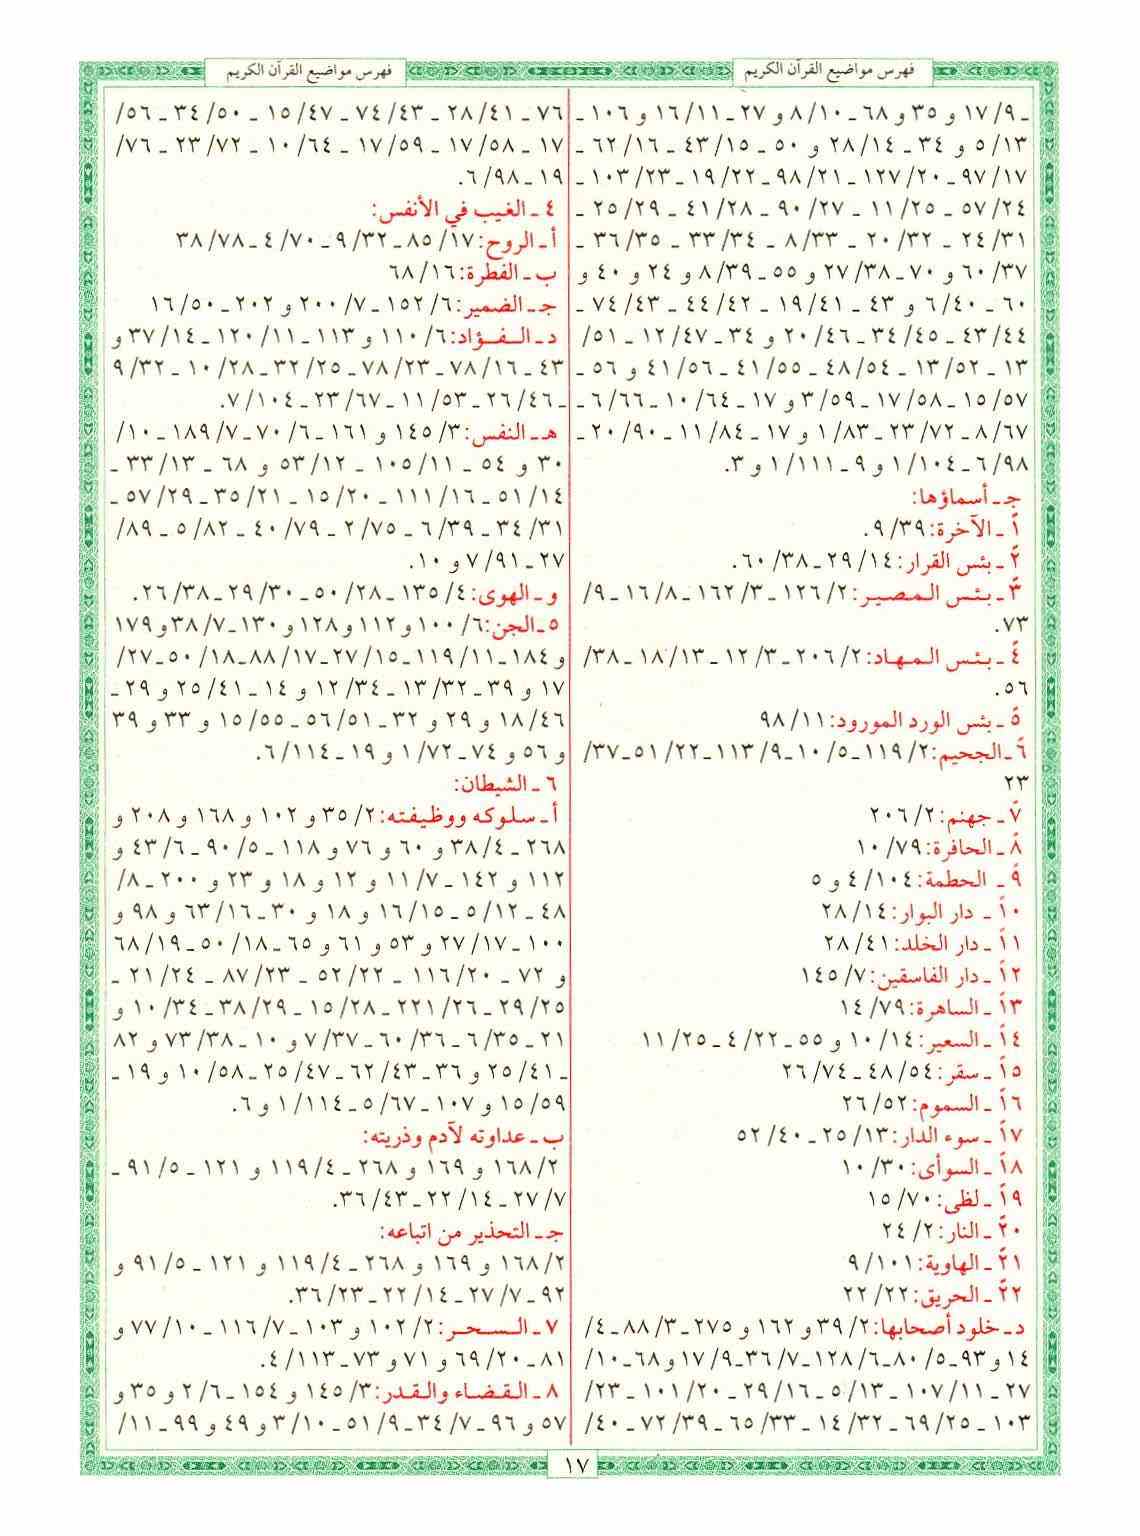 فهرس مواضيع القرآن الكريم
ـ ٩/ ١٧ و ٣٥ و ٦٨ ـ ١٠/ ٨ و ٢٧ ـ ١١/ ١٦ و ١٠٦ ـ
١٣/ ٥ و ٣٤ ـ ١٤/ ٢٨ و ٥٠ ـ ١٥/ ٤٣ ـ ١٦/ ٦٢ ـ
١٧/ ٩٧ ـ ٢٠/ ١٢٧ ـ ٢١/ ٩٨ ـ ٢٢/ ١٩ ـ ٢٣/ ١٠٣ ـ
٢٤/ ٥٧ ـ ٢٥/ ١١ ـ ٢٧/ ٩٠ ـ ٢٨/ ٤١ ـ ٢٩/ ٢٥ ـ
٣١/ ٢٤ ـ ٣٢/ ٢٠ ـ ٣٣/ ٨ ـ ٣٤/ ٣٣ ـ ٣٥/ ٣٦ ـ
٣٧/ ٦٠ و ٧٠ ـ ٣٨/ ٢٧ و ٥٥ ـ ٣٩/ ٨ و ٢٤ و ٤٠ و
٦٠ ـ ٤٠/ ٦ و ٤٣ ـ ٤١/ ١٩ ـ ٤٢/ ٤٤ ـ ٤٣/ ٧٤ ـ
٤٤/ ٤٣ ـ ٤٥/ ٣٤ ـ ٤٦/ ٢٠ و ٣٤ ـ ٤٧/ ١٢ ـ ٥١/
١٣ ـ ٥٢/ ١٣ ـ ٥٤/ ٤٨ ـ ٥٥/ ٤١ ـ ٥٦/ ٤١ و ٥٦ ـ
٥٧/ ١٥ ـ ٥٨/ ١٧ ـ ٥٩/ ٣ و ١٧ ـ ٦٤/ ١٠ ـ ٦٦/ ٦ ـ
٦٧/ ٨ ـ ٧٢/ ٢٣ ـ ٨٣/ ١ و ١٧ ـ ٨٤/ ١١ ـ ٩٠/ ٢٠ ـ
٩٨/ ٦ ـ ١٠٤/ ١ و ٩ ـ ١١١/ ١ و ٣.
جـ ـ أسماؤها:
١ً ـ الآخرة: ٣٩/ ٩.
٢ً ـ بئس القرار: ١٤/ ٢٩ ـ ٣٨/ ٦٠.
٣ً ـ بئس المصير: ٢/ ١٢٦ ـ ٣/ ١٦٢ ـ ٨/ ١٦ ـ ٩/
٧٣.
٤ً ـ بئس المهاد: ٢/ ٢٠٦ ـ ٣/ ١٢ ـ ١٣/ ١٨ ـ ٣٨/
٥٦.
٥ً ـ بئس الورد المورود: ١١/ ٩٨
٦ً ـ الجحيم: ٢/ ١١٩ ـ ٥/ ١٠ ـ ٩/ ١١٣ ـ ٢٢/ ٥١ ـ ٣٧/
٢٣
٧ً ـ جهنم: ٢/ ٢٠٦
٨ً ـ الحافرة: ٧٩/ ١٠
٩ً ـ الحطمة: ١٠٤/ ٤ و ٥
١٠ً ـ دار البوار: ١٤/ ٢٨
١١ً ـ دار الخلد: ٤١/ ٢٨
١٢ً ـ دار الفاسقين: ٧/ ١٤٥
١٣ً ـ الساهرة: ٧٩/ ١٤
١٤ً ـ السعير: ١٤/ ١٠ و ٥٥ ـ ٢٢/ ٤ ـ ٢٥/ ١١
١٥ً ـ سقر: ٥٤/ ٤٨ ـ ٧٤/ ٢٦
١٦ً ـ السموم: ٥٢/ ٢٦
١٧ً ـ سوء الدار: ١٣/ ٢٥ ـ ٤٠/ ٥٢
١٨ً ـ السوأى: ٣٠/ ١٠
١٩ً ـ لظى: ٧٠/ ١٥
٢٠ً ـ النار: ٢/ ٢٤
٢١ً ـ الهاوية: ١٠١/ ٩
٢٢ً ـ الحريق: ٢٢/ ٢٢
د ـ خلود أصحابها: ٢/ ٣٩ و ١٦٢ و ٢٧٥ ـ ٣/ ٨٨ ـ ٤/
١٤ و ٩٣ ـ ٥/ ٨٠ ـ ٦/ ١٢٨ ـ ٧/ ٣٦ ـ ٩/ ١٧ و ٦٨ ـ ١٠/
٢٧ ـ ١١/ ١٠٧ ـ ١٣/ ٥ ـ ١٦/ ٢٩ ـ ٢٠/ ١٠١ ـ ٢٣/
١٠٣ ـ ٢٥/ ٦٩ ـ ٣٢/ ١٤ ـ ٣٣/ ٦٥ ـ ٣٩/ ٧٢ ـ ٤٠/
فهرس مواضيع القرآن الكريم
٧٦ ـ ٤١/ ٢٨ ـ ٤٣/ ٧٤ ـ ٤٧/ ١٥ ـ ٥٠/ ٣٤ ـ ٥٦/
١٧ ـ ٥٨/ ١٧ ـ ٥٩/ ١٧ ـ ٦٤/ ١٠ ـ ٧٢/ ٢٣ ـ ٧٦/
١٩ ـ ٩٨/ ٦.
٤ ـ الغيب في الأنفس:
أ ـ الروح: ١٧/ ٨٥ ـ ٣٢/ ٩ ـ ٧٠/ ٤ ـ ٧٨/ ٣٨
ب ـ الفطرة: ١٦/ ٦٨
جـ ـ الضمير: ٦/ ١٥٢ ـ ٧/ ٢٠٠ و ٢٠٢ ـ ٥٠/ ١٦
د ـ الفؤاد: ٦/ ١١٠ و ١١٣ ـ ١١/ ١٢٠ ـ ١٤/ ٣٧ و
٤٣ ـ ١٦/ ٧٨ ـ ٢٣/ ٧٨ ـ ٢٥/ ٣٢ ـ ٢٨/ ١٠ ـ ٣٢/ ٩
ـ ٤٦/ ٢٦ ـ ٥٣/ ١١ ـ ٦٧/ ٢٣ ـ ١٠٤/ ٧.
هـ ـ النفس: ٣/ ١٤٥ و ١٦١ ـ ٦/ ٧٠ ـ ٧/ ١٨٩ ـ ١٠/
٣٠ و ٥٤ ـ ١١/ ١٠٥ ـ ١٢/ ٥٣ و ٦٨ ـ ١٣/ ٣٣ ـ
١٤/ ٥١ ـ ١٦/ ١١١ ـ ٢٠/ ١٥ ـ ٢١/ ٣٥ ـ ٢٩/ ٥٧ ـ
٣١/ ٣٤ ـ ٣٩/ ٦ ـ ٧٥/ ٢ ـ ٧٩/ ٤٠ ـ ٨٢/ ٥ ـ ٨٩/
٢٧ ـ ٩١/ ٧ و ١٠.
و ـ الهوى: ٤/ ١٣٥ ـ ٢٨/ ٥٠ ـ ٣٠/ ٢٩ ـ ٣٨/ ٢٦.
٥ ـ الجن: ٦/ ١٠٠ و ١١٢ و ١٢٨ و ١٣٠ ـ ٧/ ٣٨ و ١٧٩
و ١٨٤ ـ ١١/ ١١٩ ـ ١٥/ ٢٧ ـ ١٧/ ٨٨ ـ ١٨/ ٥٠ ـ ٢٧/
١٧ و ٣٩ ـ ٣٢/ ١٣ ـ ٣٤/ ١٢ و ١٤ ـ ٤١/ ٢٥ و ٢٩ ـ
٤٦/ ١٨ و ٢٩ و ٣٢ ـ ٥١/ ٥٦ ـ ٥٥/ ١٥ و ٣٣ و ٣٩
و ٥٦ و ٧٤ ـ ٧٢/ ١ و ١٩ ـ ١١٤/ ٦.
٦ ـ الشيطان:
أ ـ سلوكه ووظيفته: ٢/ ٣٥ و ١٠٢ و ١٦٨ و ٢٠٨ و
٢٦٨ ـ ٤/ ٣٨ و ٦٠ و ٧٦ و ١١٨ ـ ٥/ ٩٠ ـ ٦/ ٤٣ و
١١٢ و ١٤٢ ـ ٧/ ١١ و ١٢ و ١٨ و ٢٣ و ٢٠٠ ـ ٨/
٤٨ ـ ١٢/ ٥ ـ ١٥/ ١٦ و ١٨ و ٣٠ ـ ١٦/ ٦٣ و ٩٨ و
١٠٠ ـ ١٧/ ٢٧ و ٥٣ و ٦١ و ٦٥ ـ ١٨/ ٥٠ ـ ١٩/ ٦٨
و ٧٢ ـ ٢٠/ ١١٦ ـ ٢٢/ ٥٢ ـ ٢٣/ ٨٧ ـ ٢٤/ ٢١ ـ
٢٥/ ٢٩ ـ ٢٦/ ٢٢١ ـ ٢٨/ ١٥ ـ ٢٩/ ٣٨ ـ ٣٤/ ١٠ و
٢١ ـ ٣٥/ ٦ ـ ٣٦/ ٦٠ ـ ٣٧/ ٧ و ١٠ ـ ٣٨/ ٧٣ و ٨٢
ـ ٤١/ ٢٥ و ٣٦ ـ ٤٣/ ٦٢ ـ ٤٧/ ٢٥ ـ ٥٨/ ١٠ و ١٩ ـ
٥٩/ ١٥ و ١٠٧ ـ ٦٧/ ٥ ـ ١١٤/ ١ و ٦.
ب ـ عداوته لآدم وذريته:
٢/ ١٦٨ و ١٦٩ و ٢٦٨ ـ ٤/ ١١٩ و ١٢١ ـ ٥/ ٩١ ـ
٧/ ٢٧ ـ ١٤/ ٢٢ ـ ٤٣/ ٣٦.
جـ ـ التحذير من اتباعه:
٢/ ١٦٨ و ١٦٩ و ٢٦٨ ـ ٤/ ١١٩ و ١٢١ ـ ٥/ ٩١ و
٩٢ ـ ٧/ ٢٧ ـ ١٤/ ٢٢ ـ ٢٣/ ٣٦.
٧ ـ السحر: ٢/ ١٠٢ و ١٠٣ ـ ٧/ ١١٦ ـ ١٠/ ٧٧ و
٨١ ـ ٢٠/ ٦٩ و ٧١ و ٧٣ ـ ١١٣/ ٤.
٨ ـ القضاء والقدر: ٣/ ١٤٥ و ١٥٤ ـ ٦/ ٢ و ٣٥ و
٥٧ و ٩٦ ـ ٧/ ٣٤ ـ ٩/ ٥١ ـ ١٠/ ٣ و ٤٩ و ٩٩ ـ ١١/
١٧